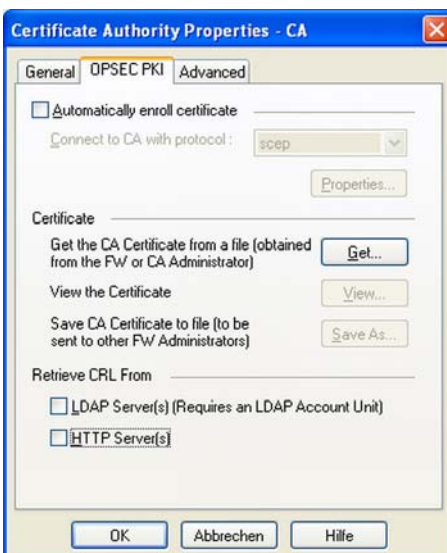 Certificate Authority Properties - CA
General OPSEC PKI Advanced
Automatically enroll certificate
Connect to CA with protocol : scep
Properties...
Certificate
Get the CA Certificate from a file (obtained
from the FW or CA Administrator)
Get...
View the Certificate
View...
Save CA Certificate to file (to be
sent to other FW Administrators)
Save As...
Retrieve CRL From
LDAP Server(s) (Requires an LDAP Account Unit)
HTTP Server(s)
OK Abbrechen Hilfe